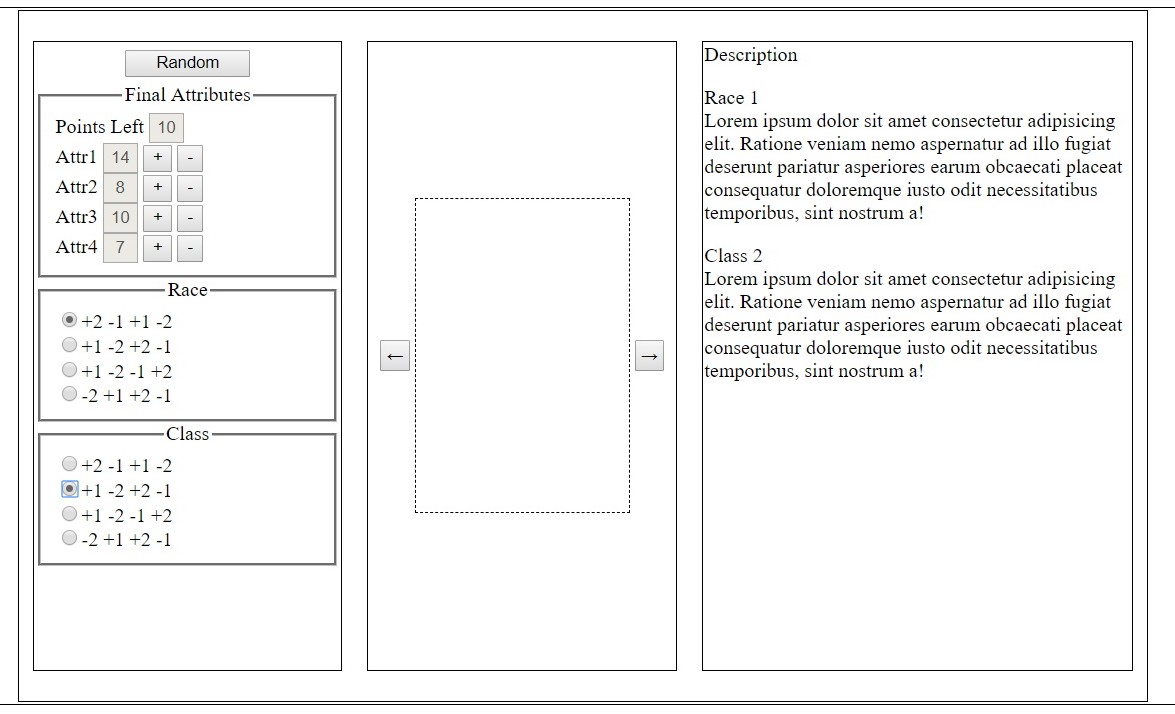 Random
Final Attributes
Points Left 10
Attr1 14 + -
Attr2 8 + -
Attr3 10 + -
Attr4 7 + -
Race
+2 -1 +1 -2
+1 -2 +2 -1
+1 -2 -1 +2
-2 +1 +2 -1
Class
+2 -1 +1 -2
+1 -2 +2 -1
+1 -2 -1 +2
-2 +1 +2 -1
← →
Description
Race 1
Lorem ipsum dolor sit amet consectetur adipisicing
elit. Ratione veniam nemo aspernatur ad illo fugiat
deserunt pariatur asperiores earum obcaecati placeat
consequatur doloremque iusto odit necessitatibus
temporibus, sint nostrum a!
Class 2
Lorem ipsum dolor sit amet consectetur adipisicing
elit. Ratione veniam nemo aspernatur ad illo fugiat
deserunt pariatur asperiores earum obcaecati placeat
consequatur doloremque iusto odit necessitatibus
temporibus, sint nostrum a!